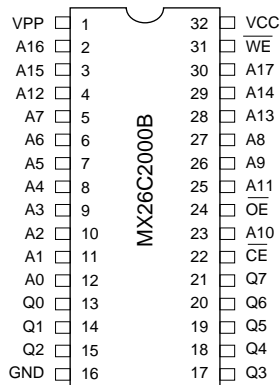 VPP 1 32 VCC
A16 2 31 WE
A15 3 30 A17
A12 4 29 A14
A7 5 28 A13
A6 6 27 A8
A5 7 26 A9
A4 8 25 A11
A3 9 24 OE
A2 10 23 A10
A1 11 22 CE
A0 12 21 Q7
Q0 13 20 Q6
Q1 14 19 Q5
Q2 15 18 Q4
GND 16 17 Q3
MX26C2000B